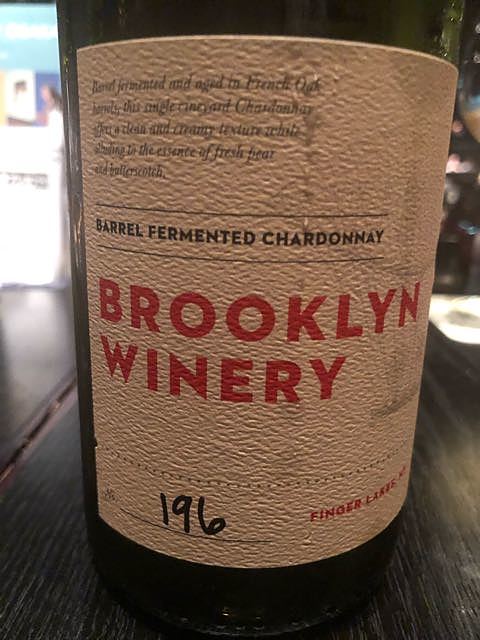 Barrel fermented and aged in French Oak
barrels, this single vineyard Chardonnay
offers a clean and creamy texture while
alluding to the essence of fresh pear
and butterscotch.
BARREL FERMENTED CHARDONNAY
BROOKLYN
WINERY
196
FINGER LAKES,